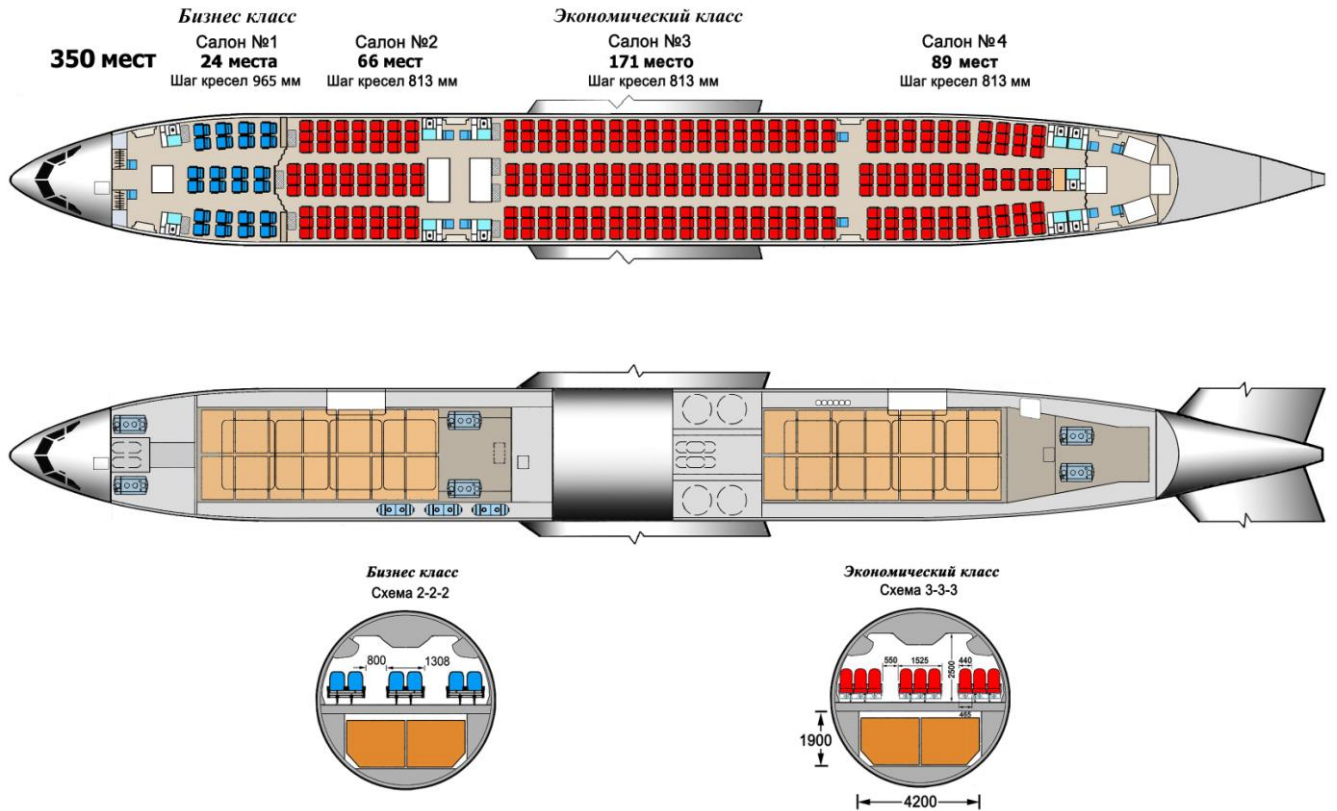 Бизнес класс
Экономический класс
350 мест
Салон №1
24 места
Шаг кресел 965 мм
Салон №2
66 мест
Шаг кресел 813 мм
Салон №3
171 место
Шаг кресел 813 мм
Салон №4
89 мест
Шаг кресел 813 мм
Бизнес класс
Схема 2-2-2
800
1308
Экономический класс
Схема 3-3-3
550
1525
440
2500
465
1900
4200